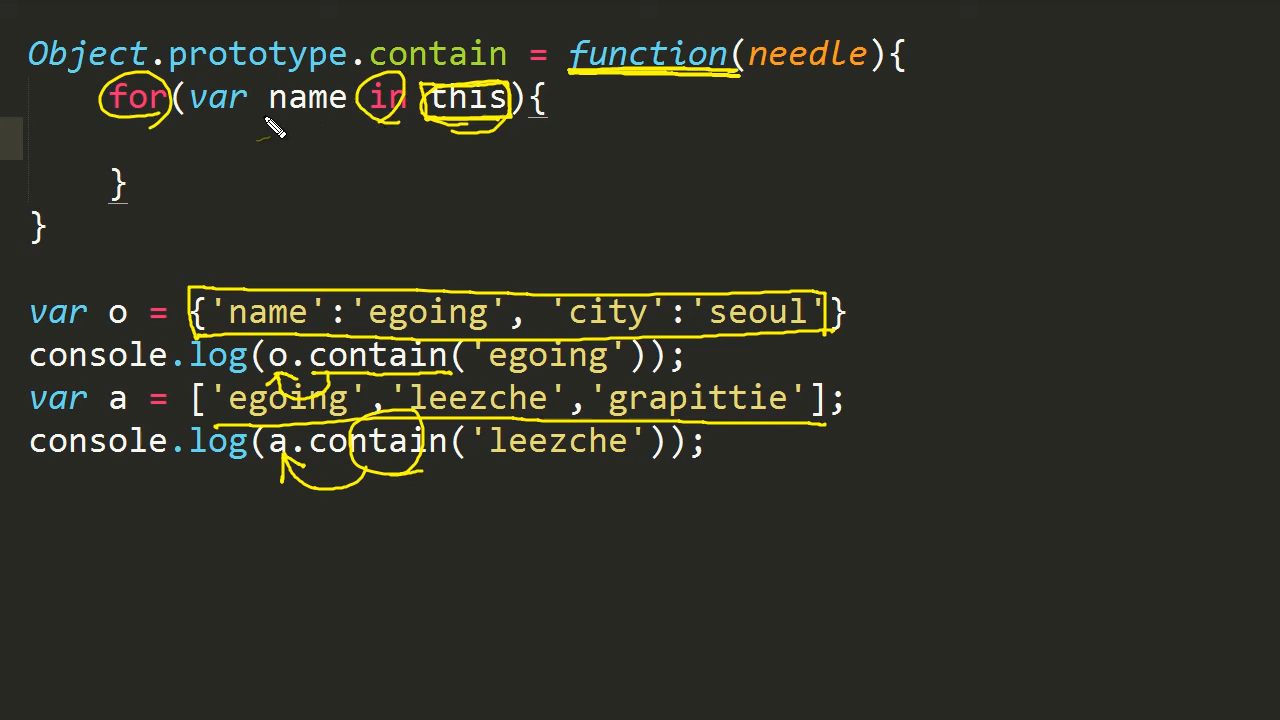 Object.prototype.contain = function(needle){
for(var name in this){
}
}
var o = {'name':'egoing', 'city':'seoul'}
console.log(o.contain('egoing'));
var a = ['egoing','leezche','grapittie'];
console.log(a.contain('leezche'));